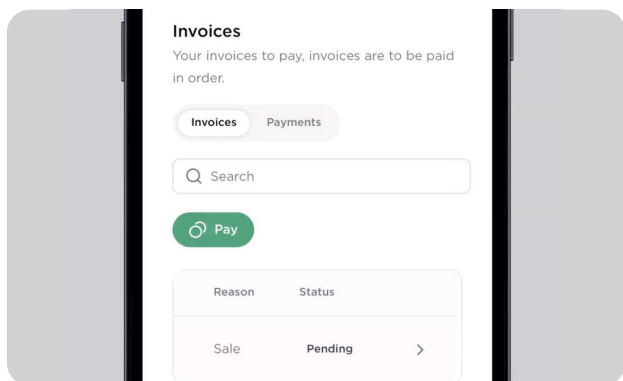 Invoices
Your invoices to pay, invoices are to be paid
in order.
Invoices Payments
Search
Pay
Reason Status
Sale Pending